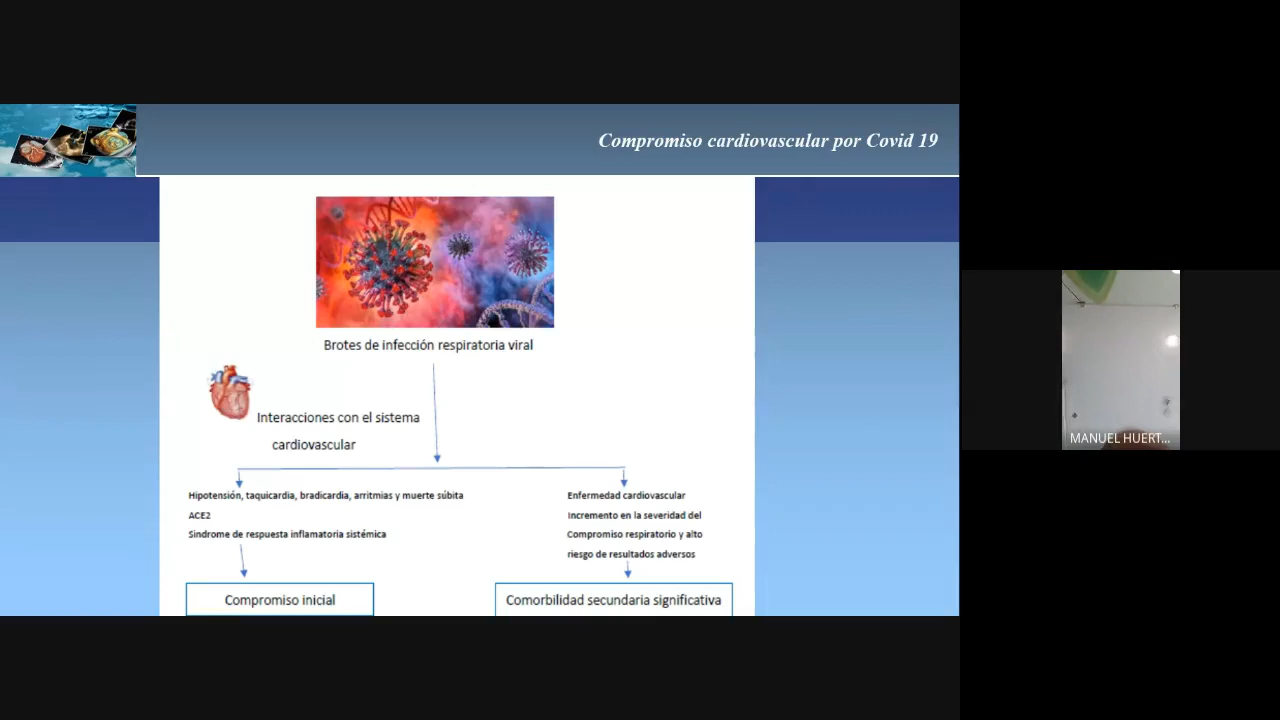 Compromiso cardiovascular por Covid 19
Brotes de infección respiratoria viral
Interacciones con el sistema
cardiovascular
Hipotensión, taquicardia, bradicardia, arritmias y muerte súbita
ACE2
Sindrome de respuesta inflamatoria sistémica
Compromiso inicial
Enfermedad cardiovascular
Incremento en la severidad del
Compromiso respiratorio y alto
riesgo de resultados adversos
Comorbilidad secundaria significativa
MANUEL HUERT...